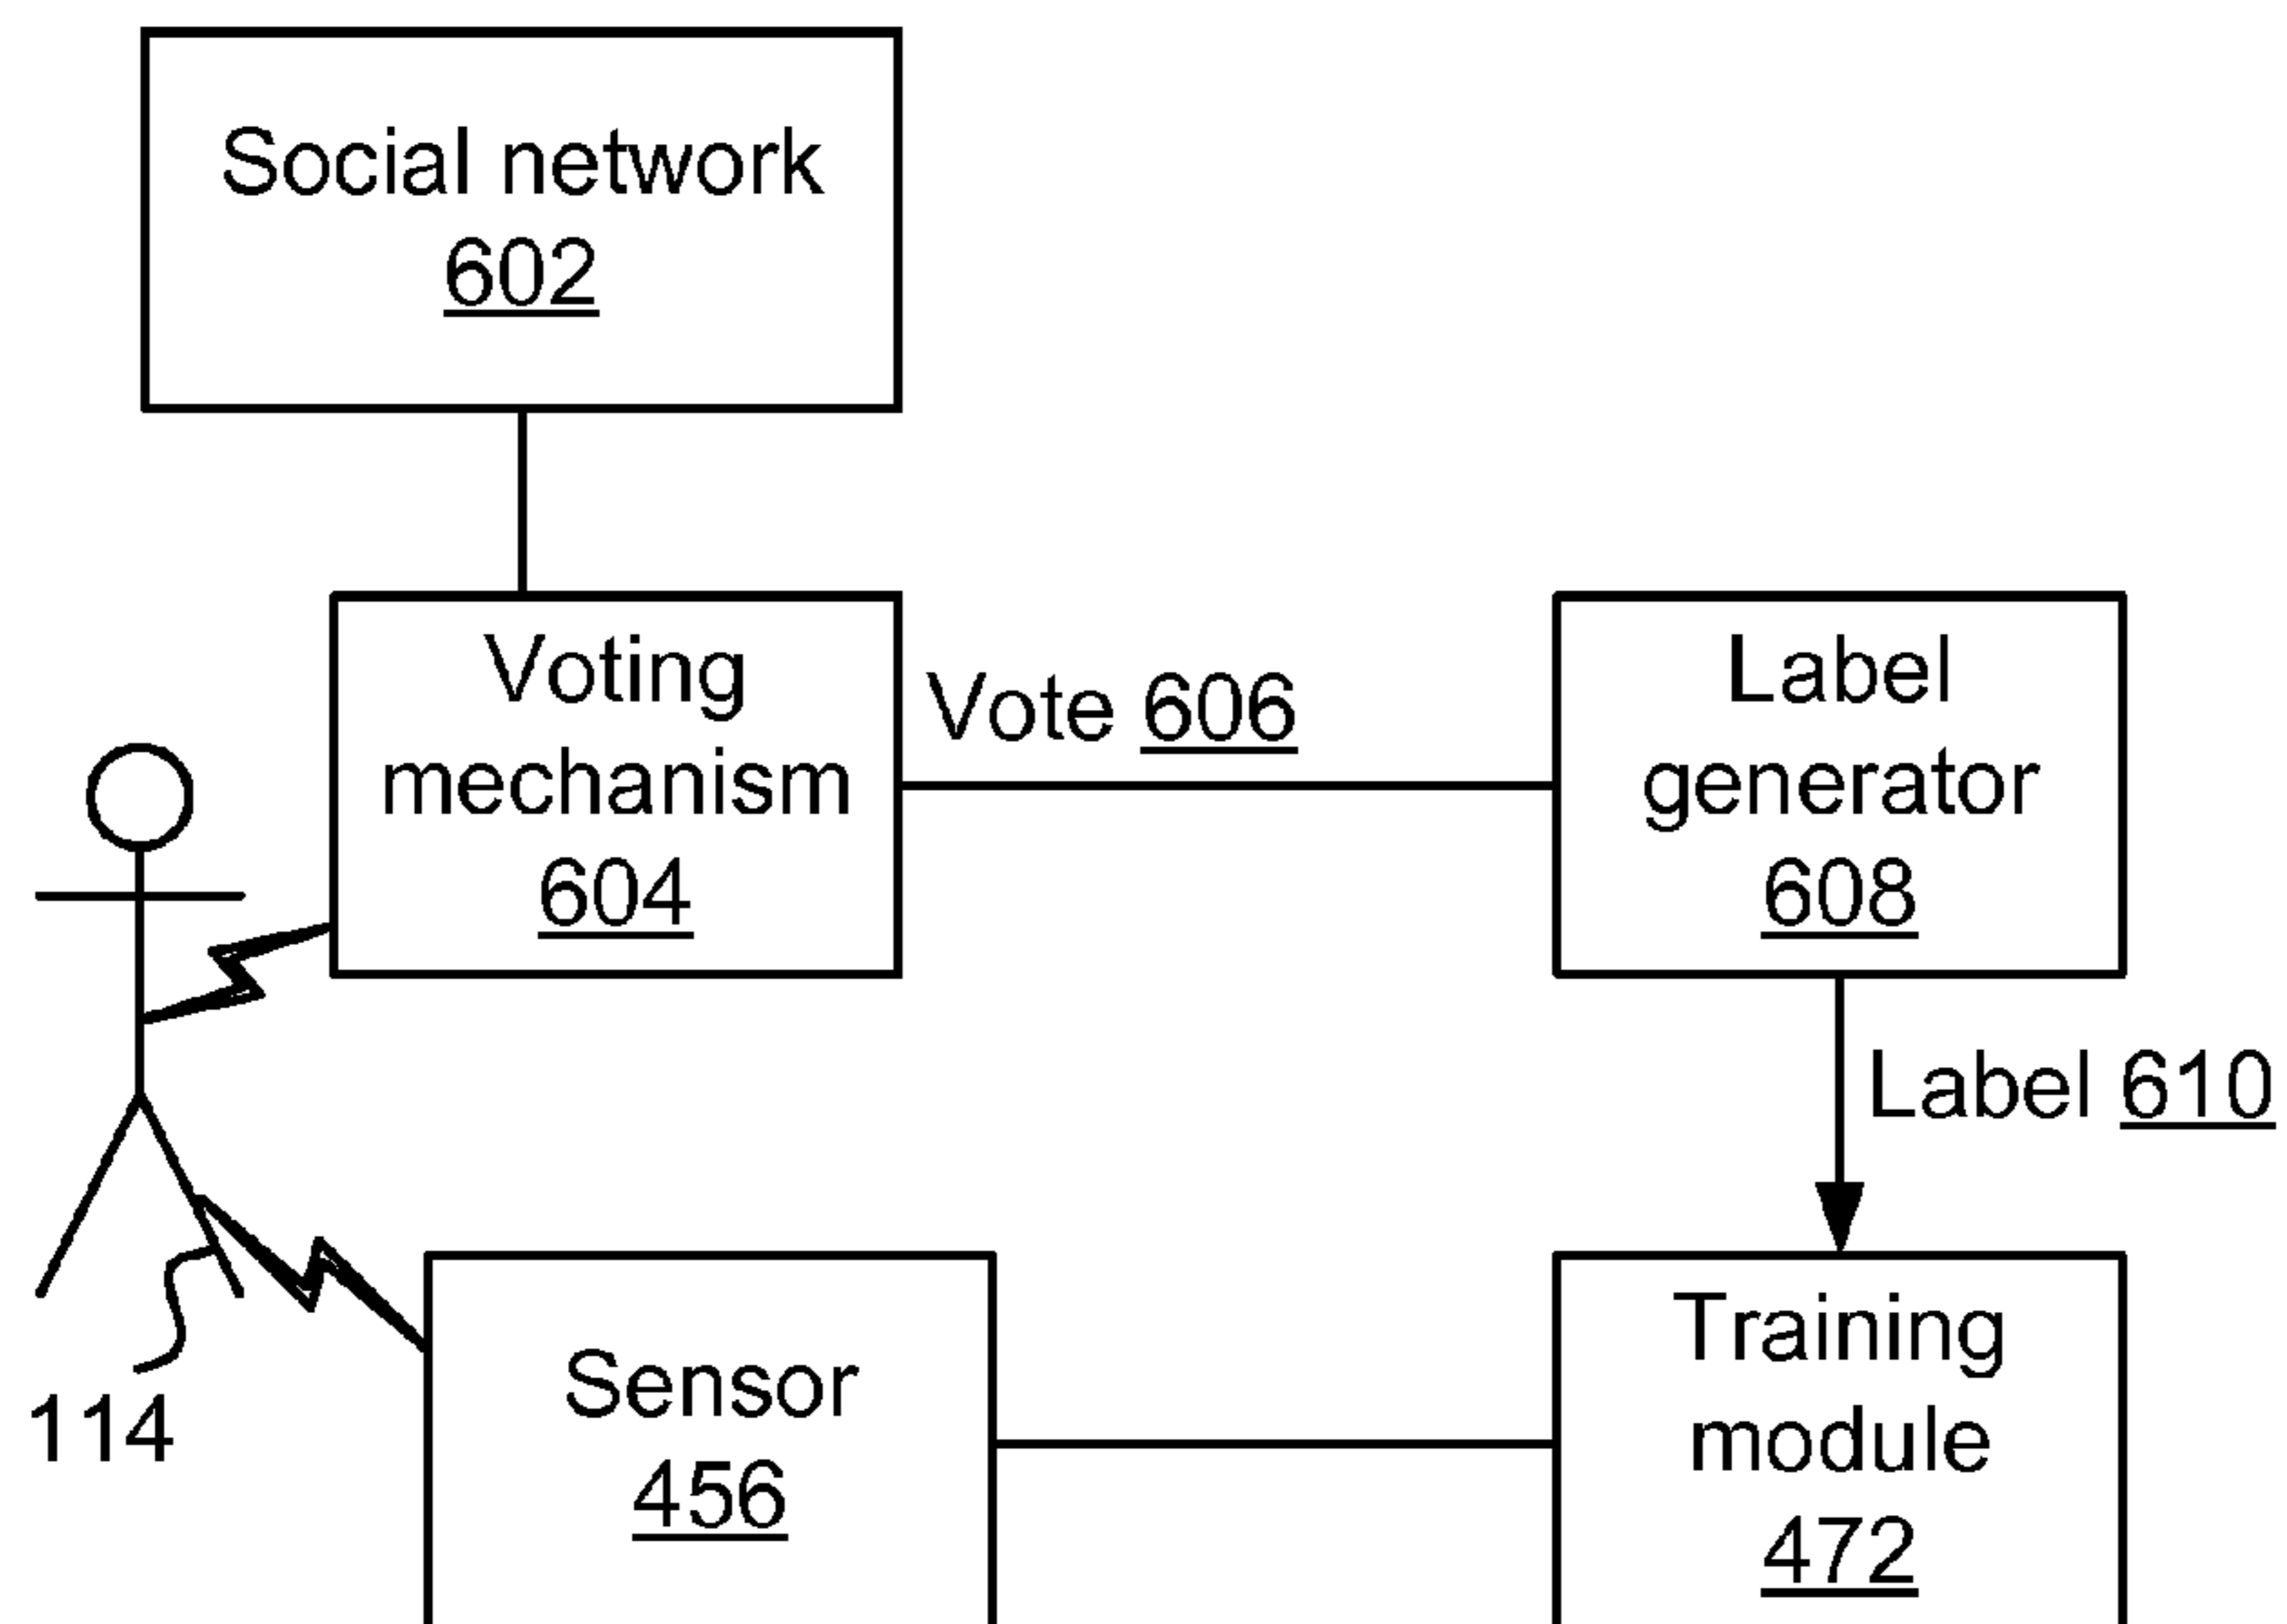 Social network
602
Voting
mechanism
604
Vote 606
Label
generator
608
Label 610
114
Sensor
456
Training
module
472